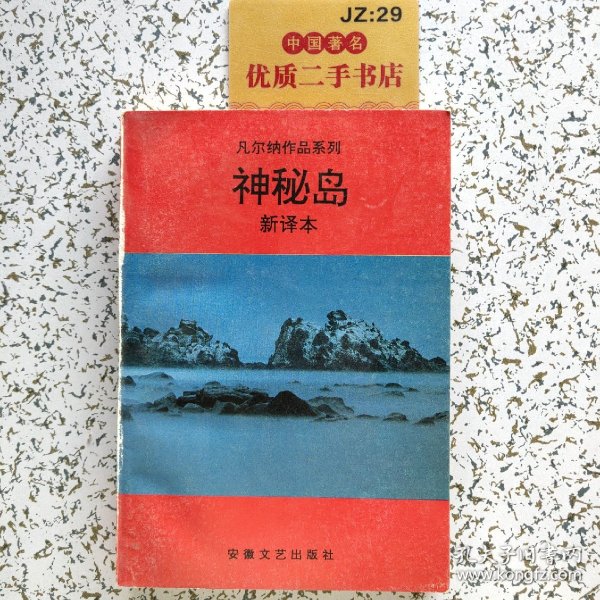 JZ:29
中国著名
优质二手书店
凡尔纳作品系列
神秘岛
新译本
安徽文艺出版社
孔夫子旧书网
www.kongfz.com